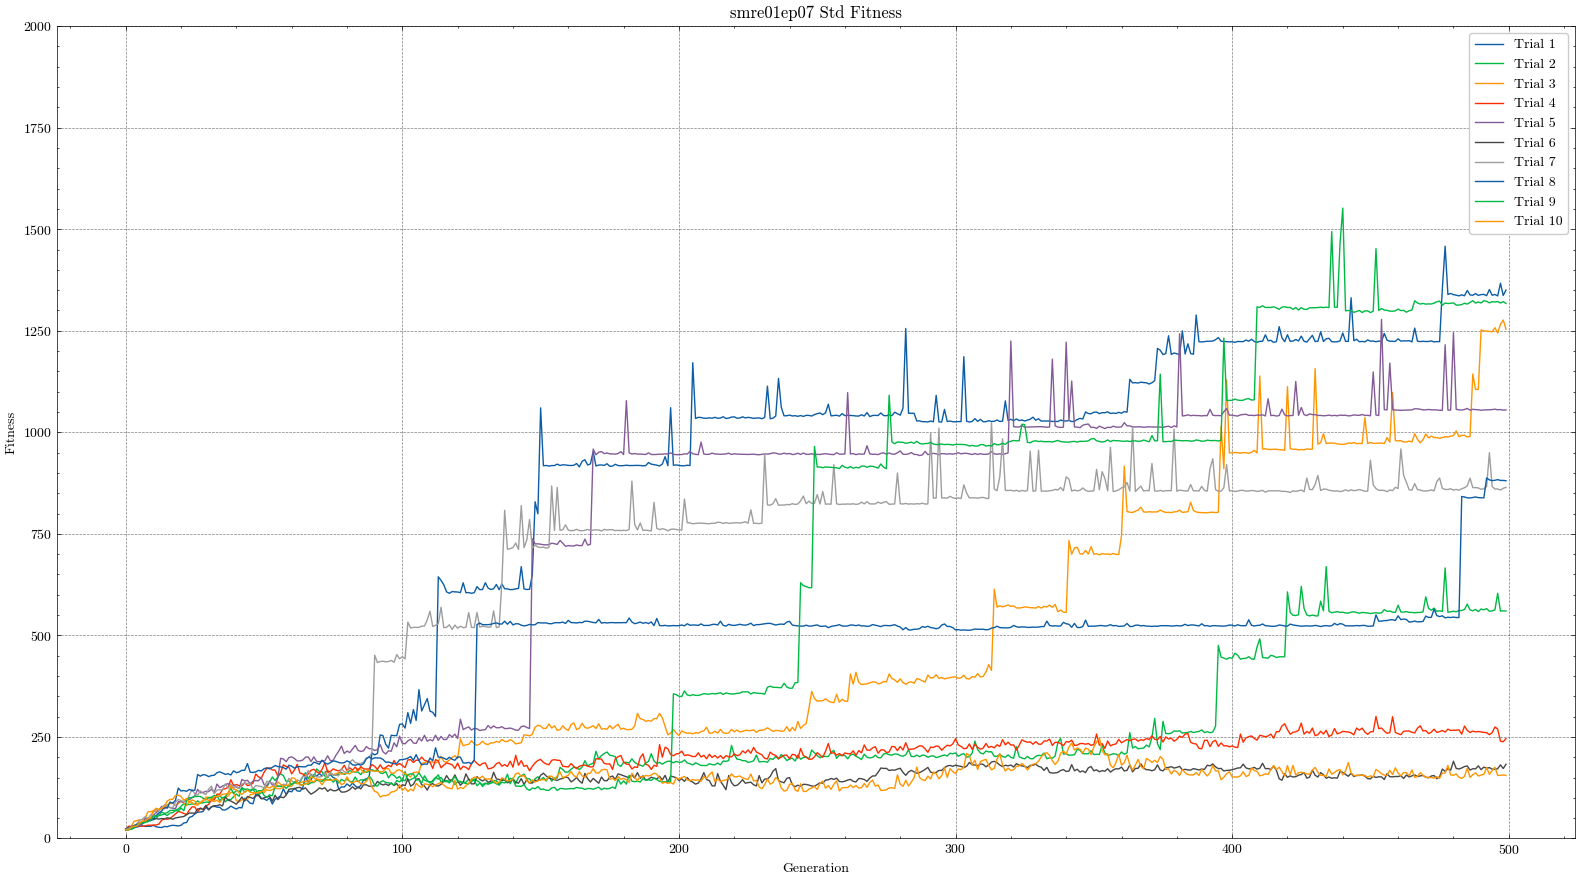 smre01ep07 Std Fitness
2000
1750
1500
1250
1000
750
500
250
0
Fitness
0
100
200
300
400
500
Generation
Trial 1
Trial 2
Trial 3
Trial 4
Trial 5
Trial 6
Trial 7
Trial 8
Trial 9
Trial 10